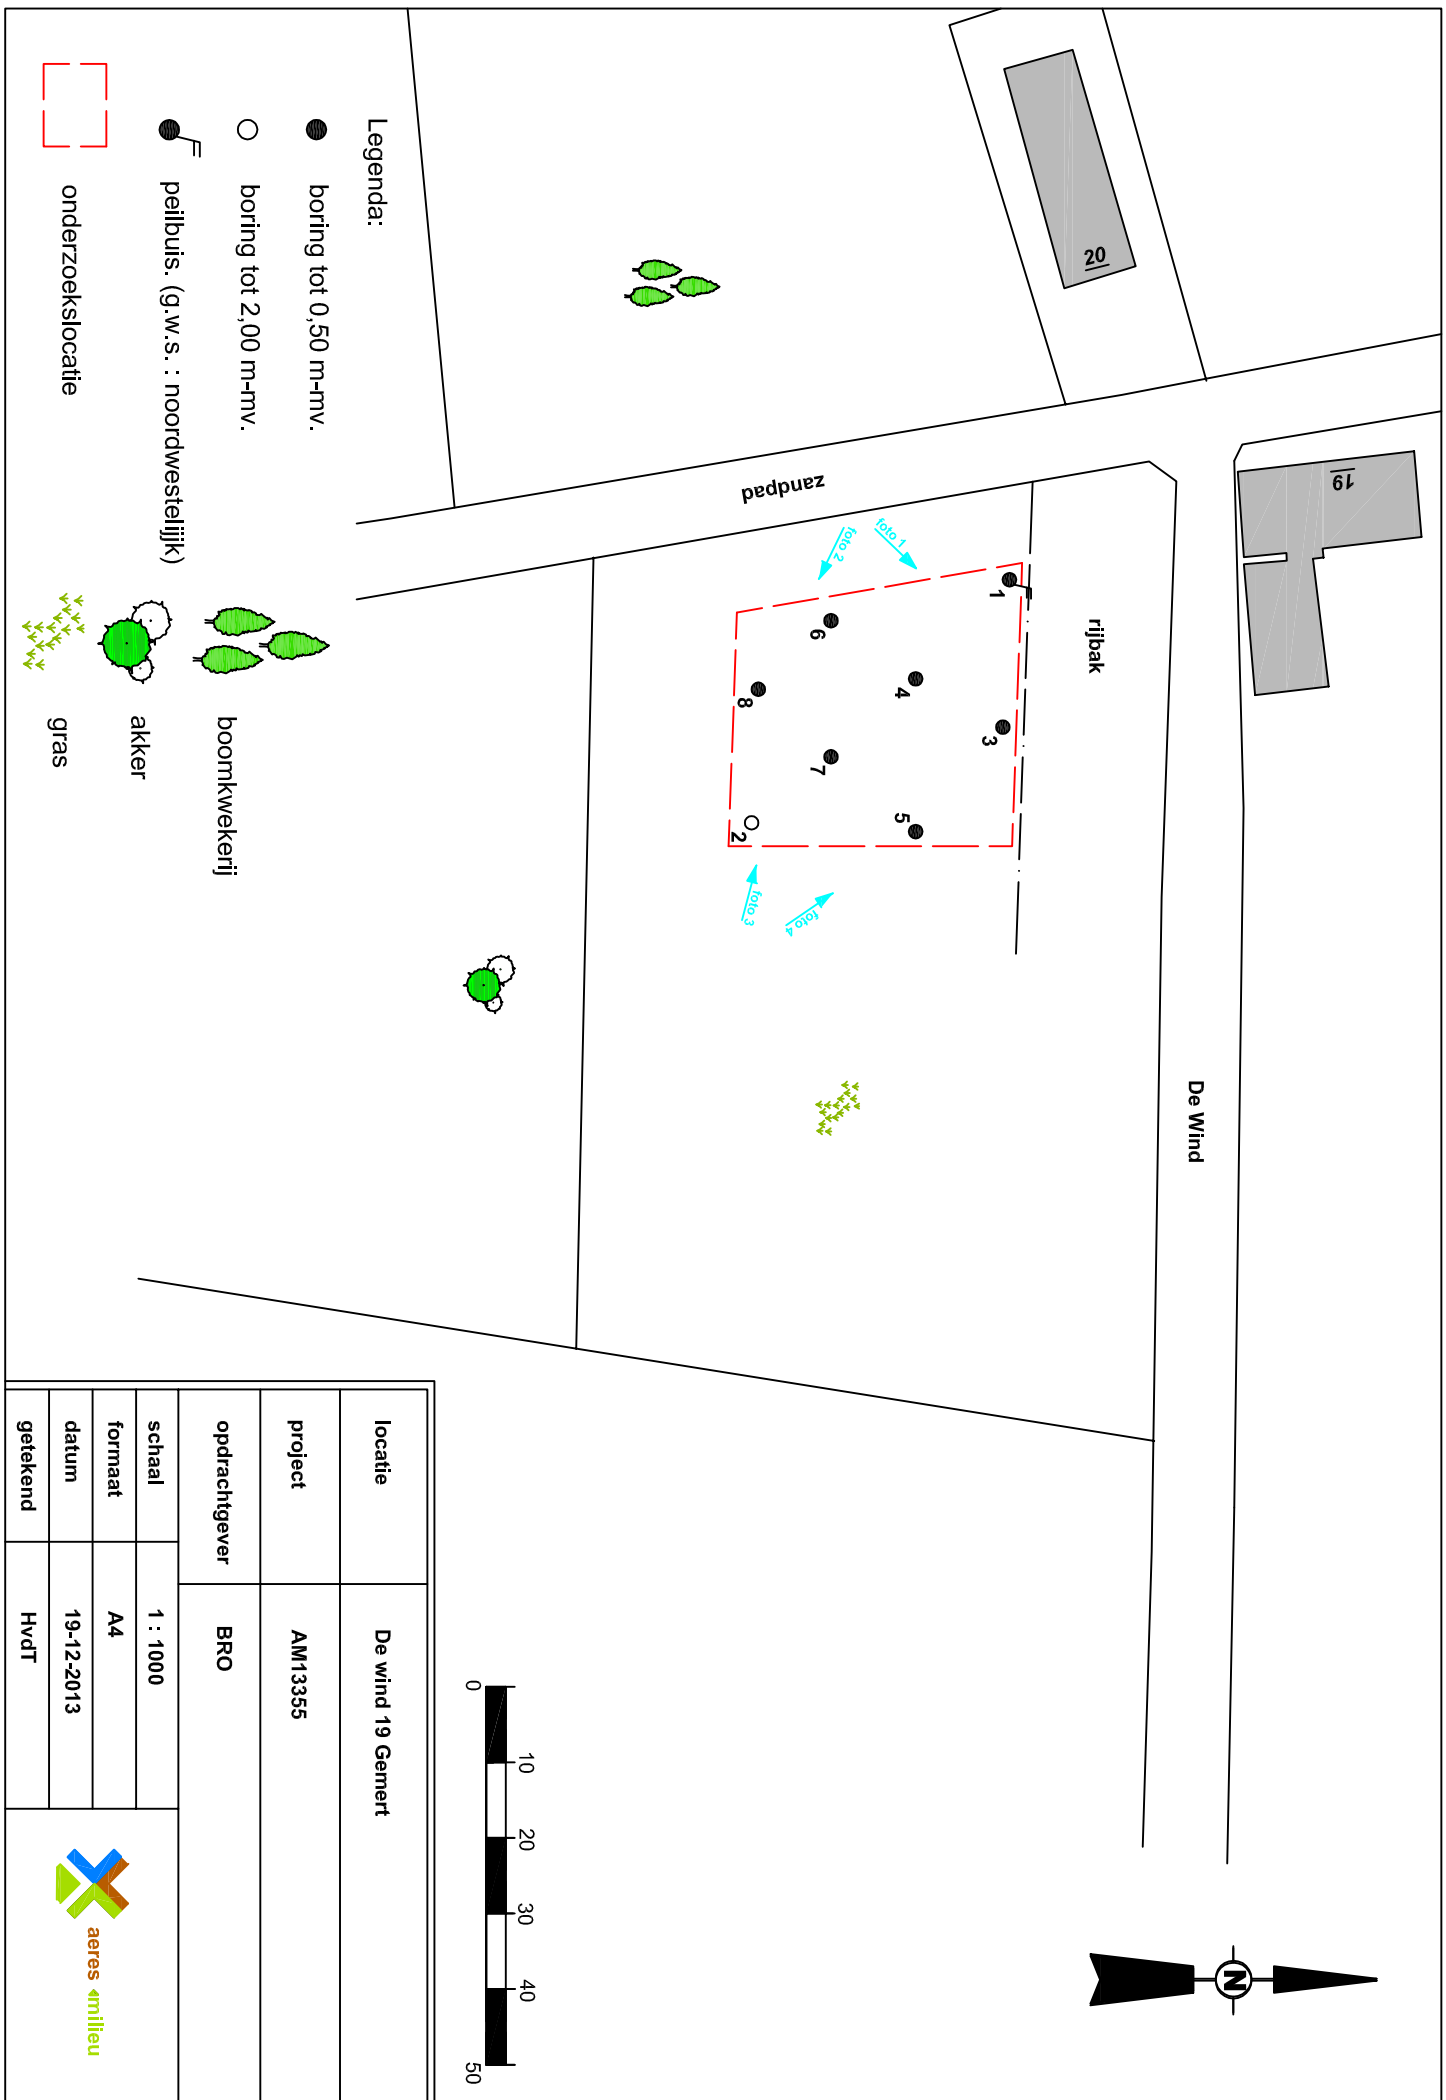 20
19
De Wind
rijbak
zandpad
foto 1
foto 2
foto 3
foto 4
1
3
4
5
6
7
8
2
Legenda:
boring tot 0,50 m-mv.
boring tot 2,00 m-mv.
peilbuis. (g.w.s. : noordwestelijk)
onderzoekslocatie
boomkwekerij
akker
gras
0 10 20 30 40 50
N
locatie De wind 19 Gemert
project AM13355
opdrachtgever BRO
schaal 1 : 1000
formaat A4
datum 19-12-2013
getekend HvdT
aeres milieu